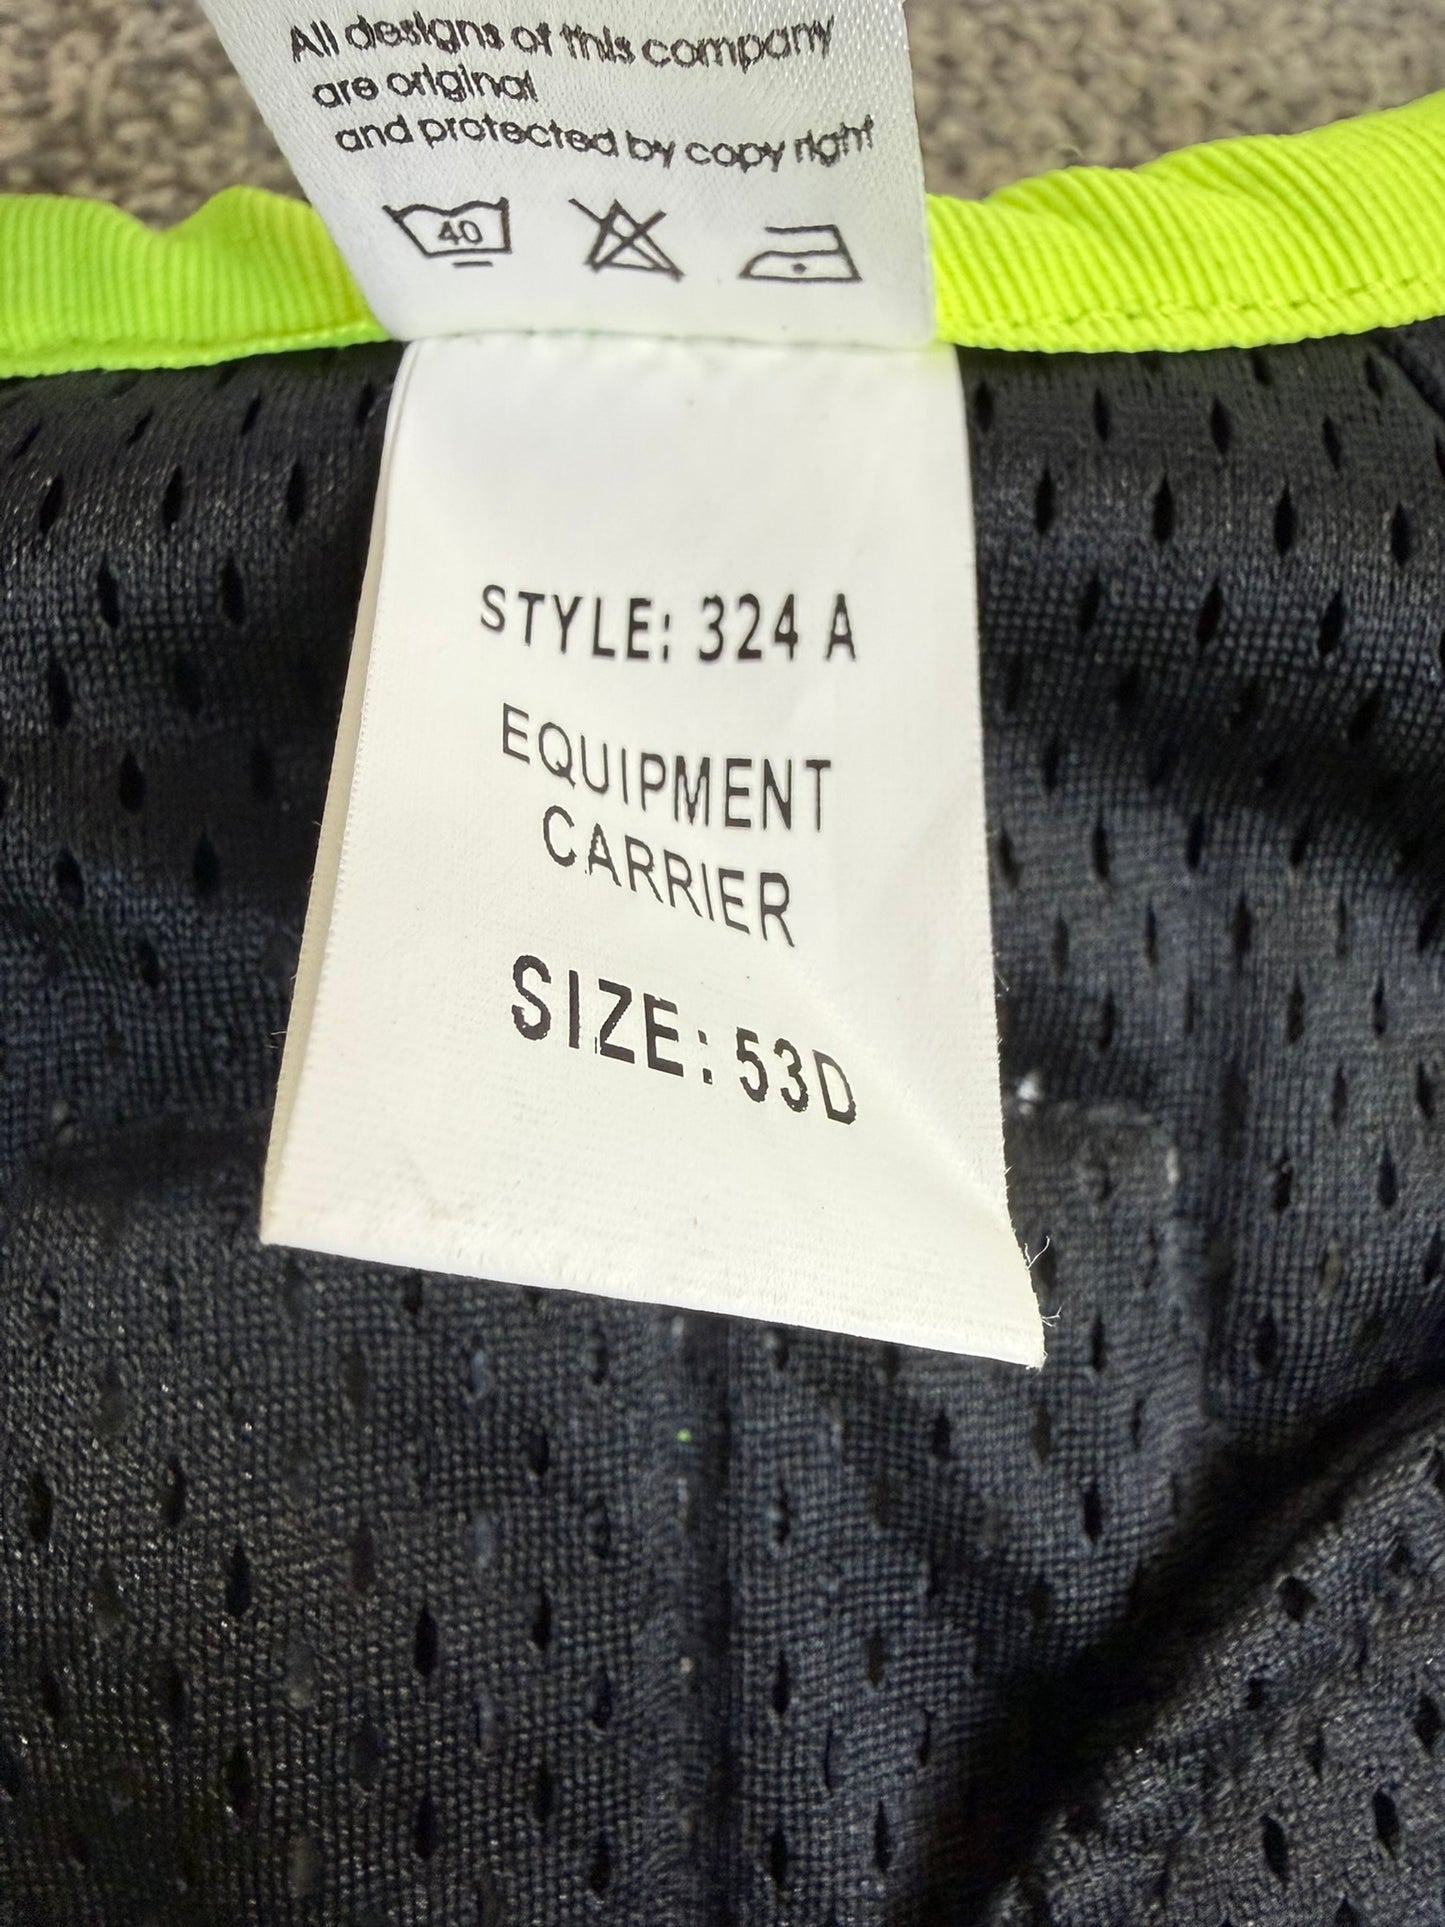 All designs of this company
are original
and protected by copy right
40
STYLE: 324 A
EQUIPMENT
CARRIER
SIZE: 53D